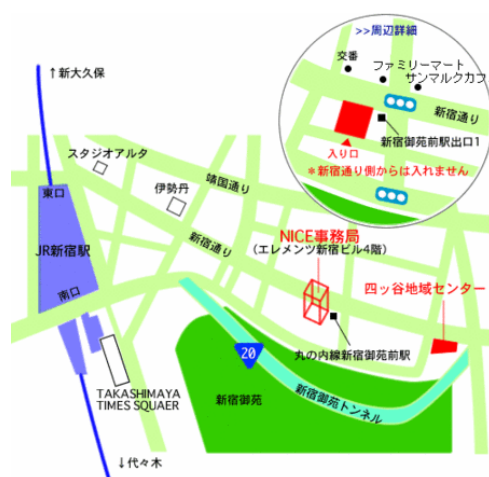 >>周辺詳細
交番
ファミリーマート
サンマルクカフ
新宿通り
新宿御苑前駅出口1
入り口
＊新宿通り側からは入れません
↑新大久保
スタジオアルタ
伊勢丹
靖国通り
東口
新宿通り
JR新宿駅
NICE事務局
(エレメンツ新宿ビル4階)
南口
四ッ谷地域センター
20
丸の内線新宿御苑前駅
TAKASHIMAYA
TIMES SQUAER
新宿御苑
新宿御苑トンネル
↓代々木